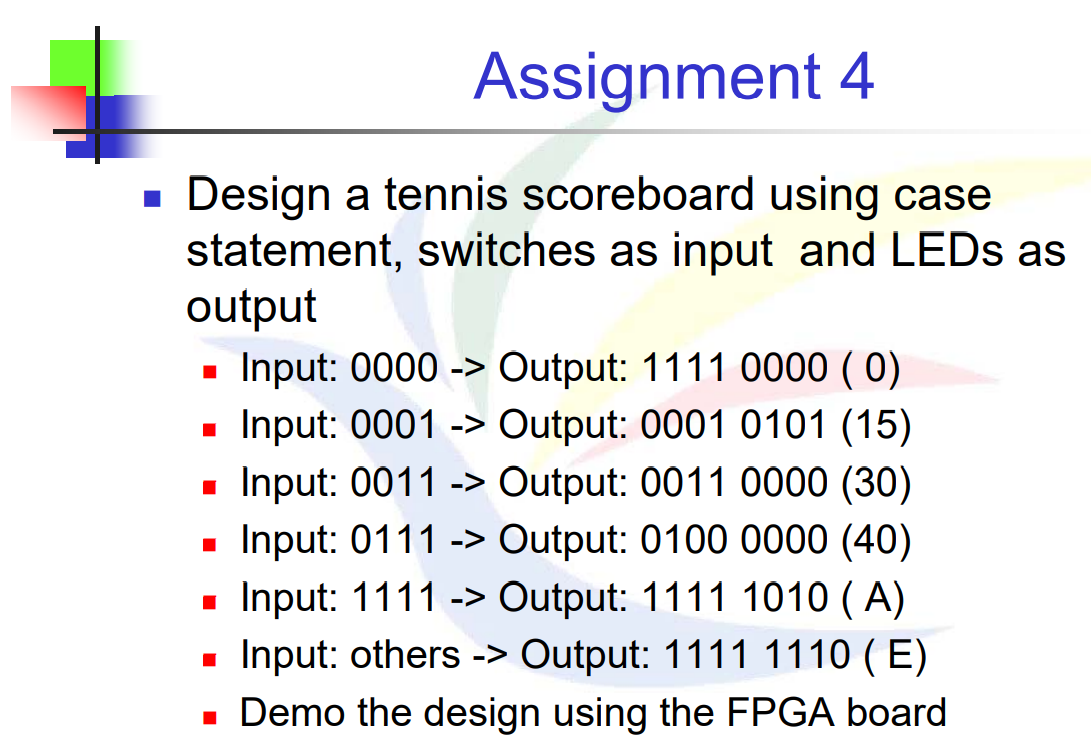 Assignment 4
Design a tennis scoreboard using case
statement, switches as input and LEDs as
output
Input: 0000 -> Output: 1111 0000 ( 0)
Input: 0001 -> Output: 0001 0101 (15)
Input: 0011 -> Output: 0011 0000 (30)
Input: 0111 -> Output: 0100 0000 (40)
Input: 1111 -> Output: 1111 1010 ( A)
Input: others -> Output: 1111 1110 ( E)
Demo the design using the FPGA board